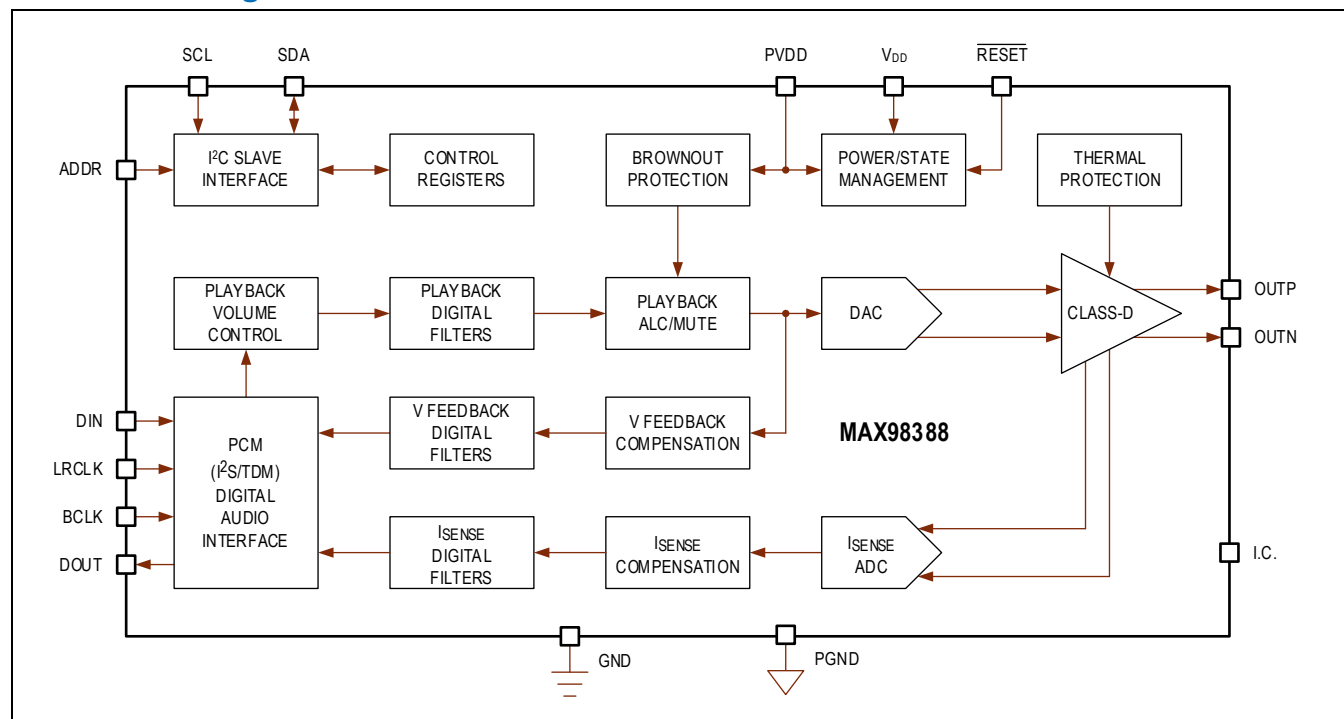 SCL
SDA
PVDD
VDD
RESET
ADDR
I2C SLAVE
INTERFACE
CONTROL
REGISTERS
BROWNOUT
PROTECTION
POWER/STATE
MANAGEMENT
THERMAL
PROTECTION
PLAYBACK
VOLUME
CONTROL
PLAYBACK
DIGITAL
FILTERS
PLAYBACK
ALC/MUTE
DAC
CLASS-D
OUTP
OUTN
DIN
LRCLK
BCLK
DOUT
PCM
(I2S/TDM)
DIGITAL
AUDIO
INTERFACE
V FEEDBACK
DIGITAL
FILTERS
V FEEDBACK
COMPENSATION
MAX98388
ISENSE
DIGITAL
FILTERS
ISENSE
COMPENSATION
ISENSE
ADC
I.C.
GND
PGND